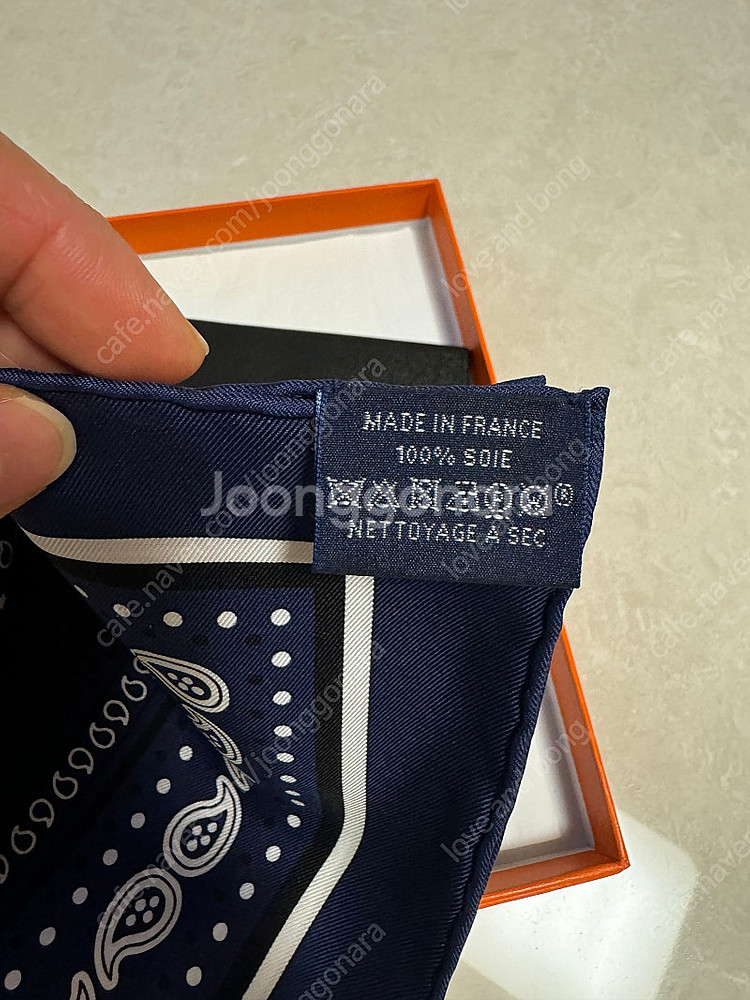 MADE IN FRANCE
100% SOIE
®
NETTOYAGE A SEC
Joonggonara
cafe.naver.com/joonggonara
love and bong